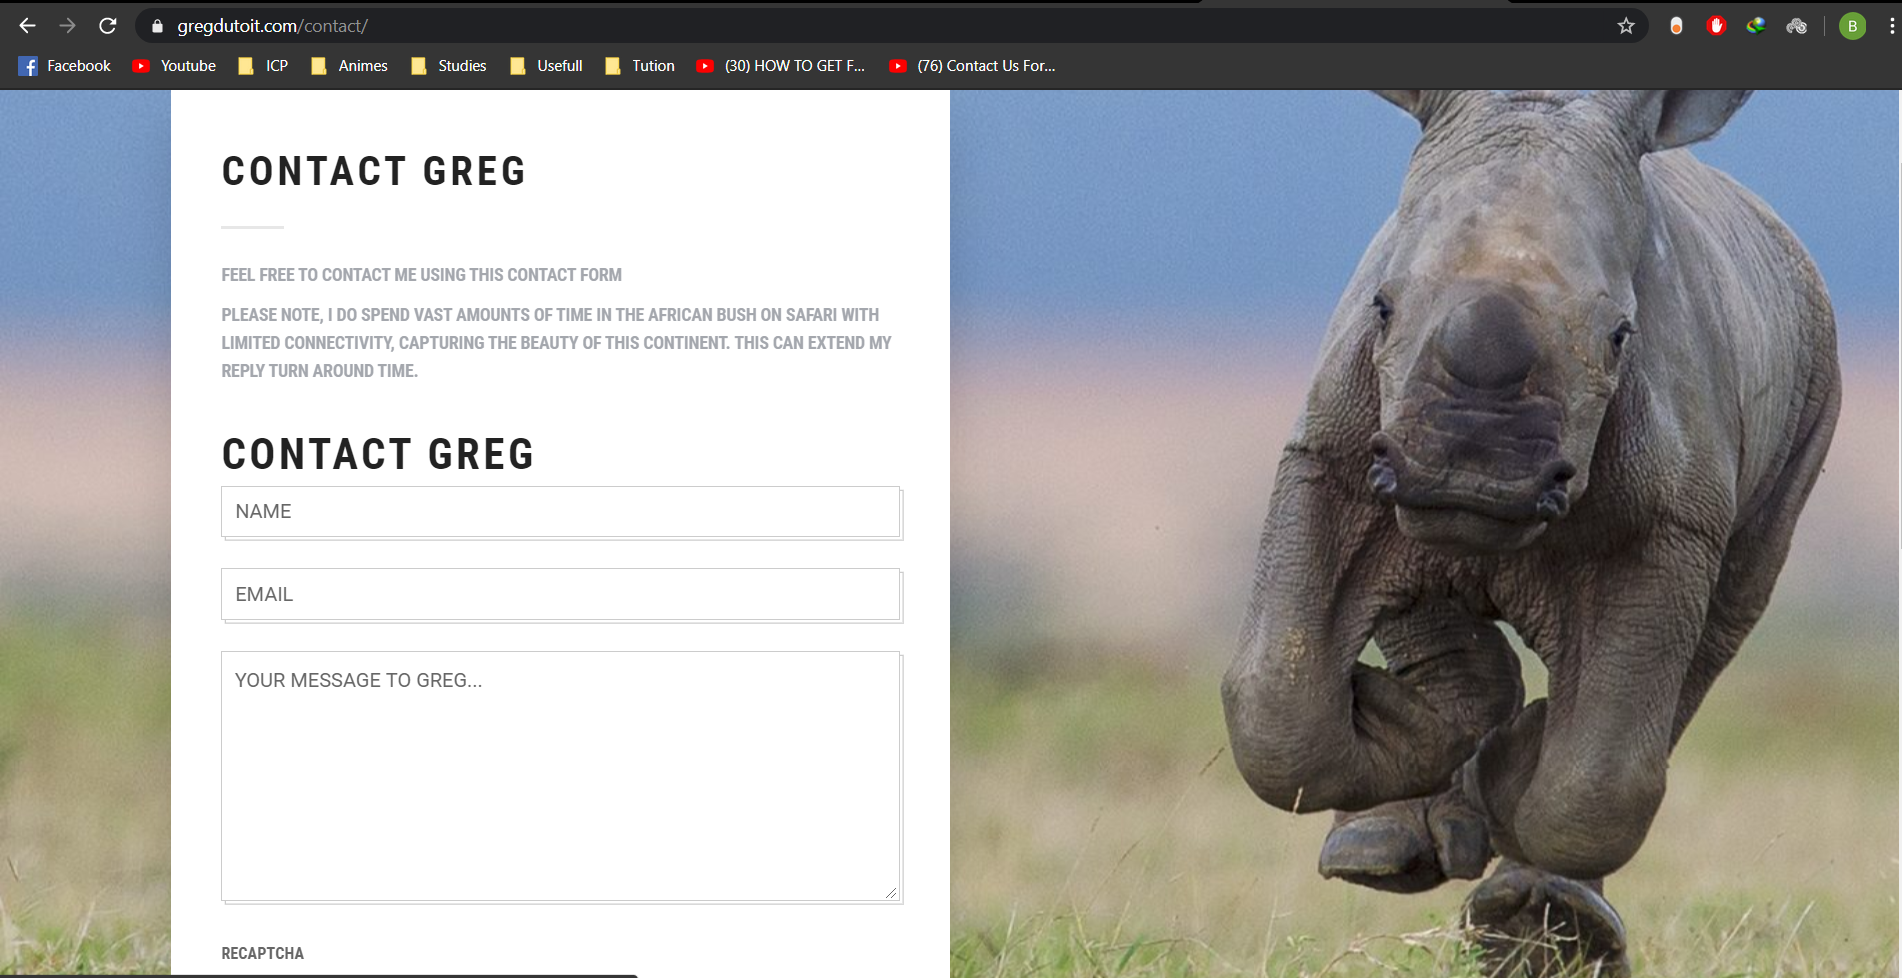 gregdutoit.com/contact/
B
Facebook Youtube ICP Animes Studies Usefull Tution (30) HOW TO GET F... (76) Contact Us For...
CONTACT GREG
FEEL FREE TO CONTACT ME USING THIS CONTACT FORM
PLEASE NOTE, I DO SPEND VAST AMOUNTS OF TIME IN THE AFRICAN BUSH ON SAFARI WITH
LIMITED CONNECTIVITY, CAPTURING THE BEAUTY OF THIS CONTINENT. THIS CAN EXTEND MY
REPLY TURN AROUND TIME.
CONTACT GREG
NAME
EMAIL
YOUR MESSAGE TO GREG...
RECAPTCHA